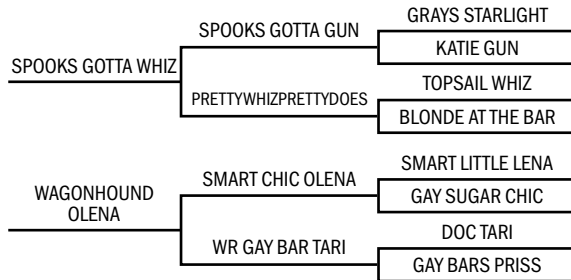 GRAYS STARLIGHT
SPOOKS GOTTA GUN
KATIE GUN
SPOOKS GOTTA WHIZ
TOPSAIL WHIZ
PRETTYWHIZPRETTYDOES
BLONDE AT THE BAR
SMART LITTLE LENA
SMART CHIC OLENA
GAY SUGAR CHIC
WAGONHOUND
OLENA
DOC TARI
WR GAY BAR TARI
GAY BARS PRISS